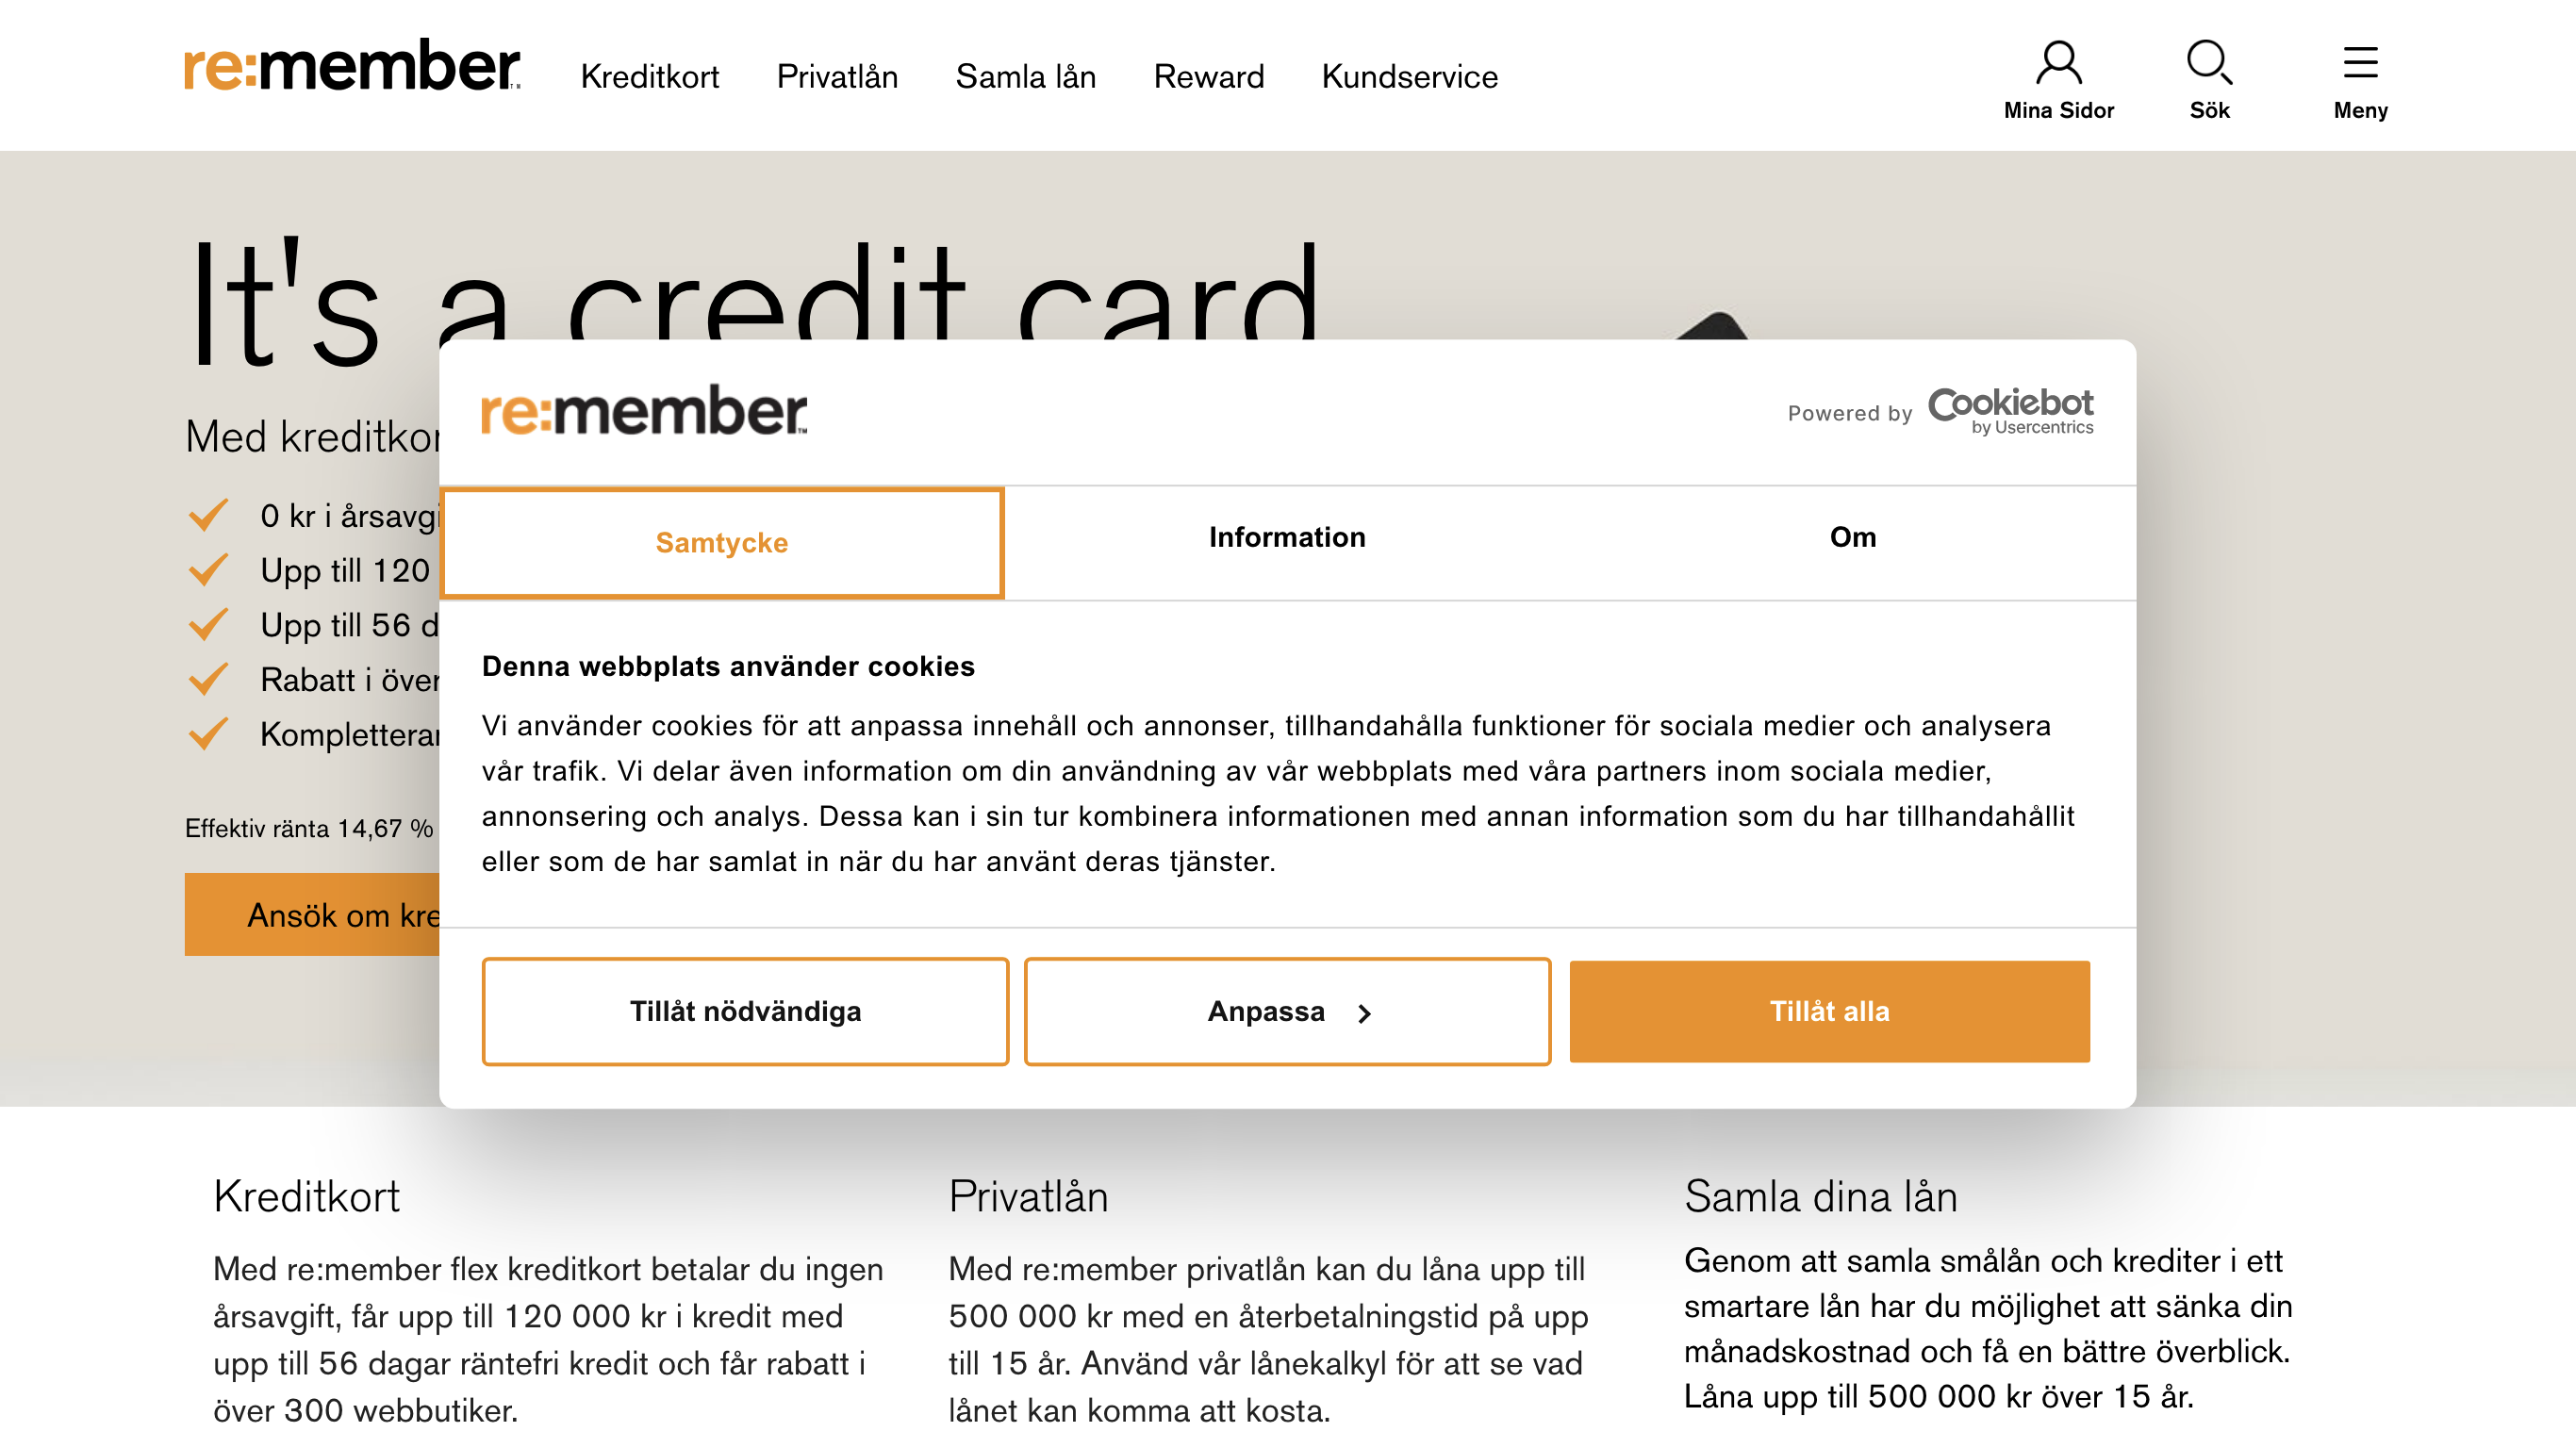 re:member
Kreditkort Privatlån Samla lån Reward Kundservice
Mina Sidor Sök Meny
It's a credit card
Med
0 kr i
Upp till 120
Upp till 56
Rabatt i
Effektiv ränta 14,67 %
Ansök om
re:member
Powered by Cookiebot
by Usercentrics
Samtycke Information Om
Denna webbplats använder cookies
Vi använder cookies för att anpassa innehåll och annonser, tillhandahålla funktioner för sociala medier och analysera
vår trafik. Vi delar även information om din användning av vår webbplats med våra partners inom sociala medier,
annonsering och analys. Dessa kan i sin tur kombinera informationen med annan information som du har tillhandahållit
eller som de har samlat in när du har använt deras tjänster.
Tillåt nödvändiga Anpassa Tillåt alla
Kreditkort
Med re:member flex kreditkort betalar du ingen
årsavgift, får upp till 120 000 kr i kredit med
upp till 56 dagar räntefri kredit och får rabatt i
över 300 webbutiker.
Privatlån
Med re:member privatlån kan du låna upp till
500 000 kr med en återbetalningstid på upp
till 15 år. Använd vår lånekalkyl för att se vad
lånet kan komma att kosta.
Samla dina lån
Genom att samla smålån och krediter i ett
smartare lån har du möjlighet att sänka din
månadskostnad och få en bättre överblick.
Låna upp till 500 000 kr över 15 år.